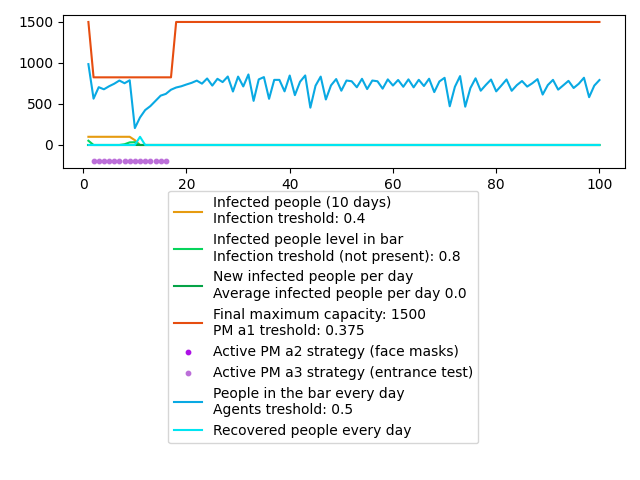 1500
1000
500
0
0 20 40 60 80 100
Infected people (10 days)
Infection treshold: 0.4
Infected people level in bar
Infection treshold (not present): 0.8
New infected people per day
Average infected people per day 0.0
Final maximum capacity: 1500
PM a1 treshold: 0.375
Active PM a2 strategy (face masks)
Active PM a3 strategy (entrance test)
People in the bar every day
Agents treshold: 0.5
Recovered people every day